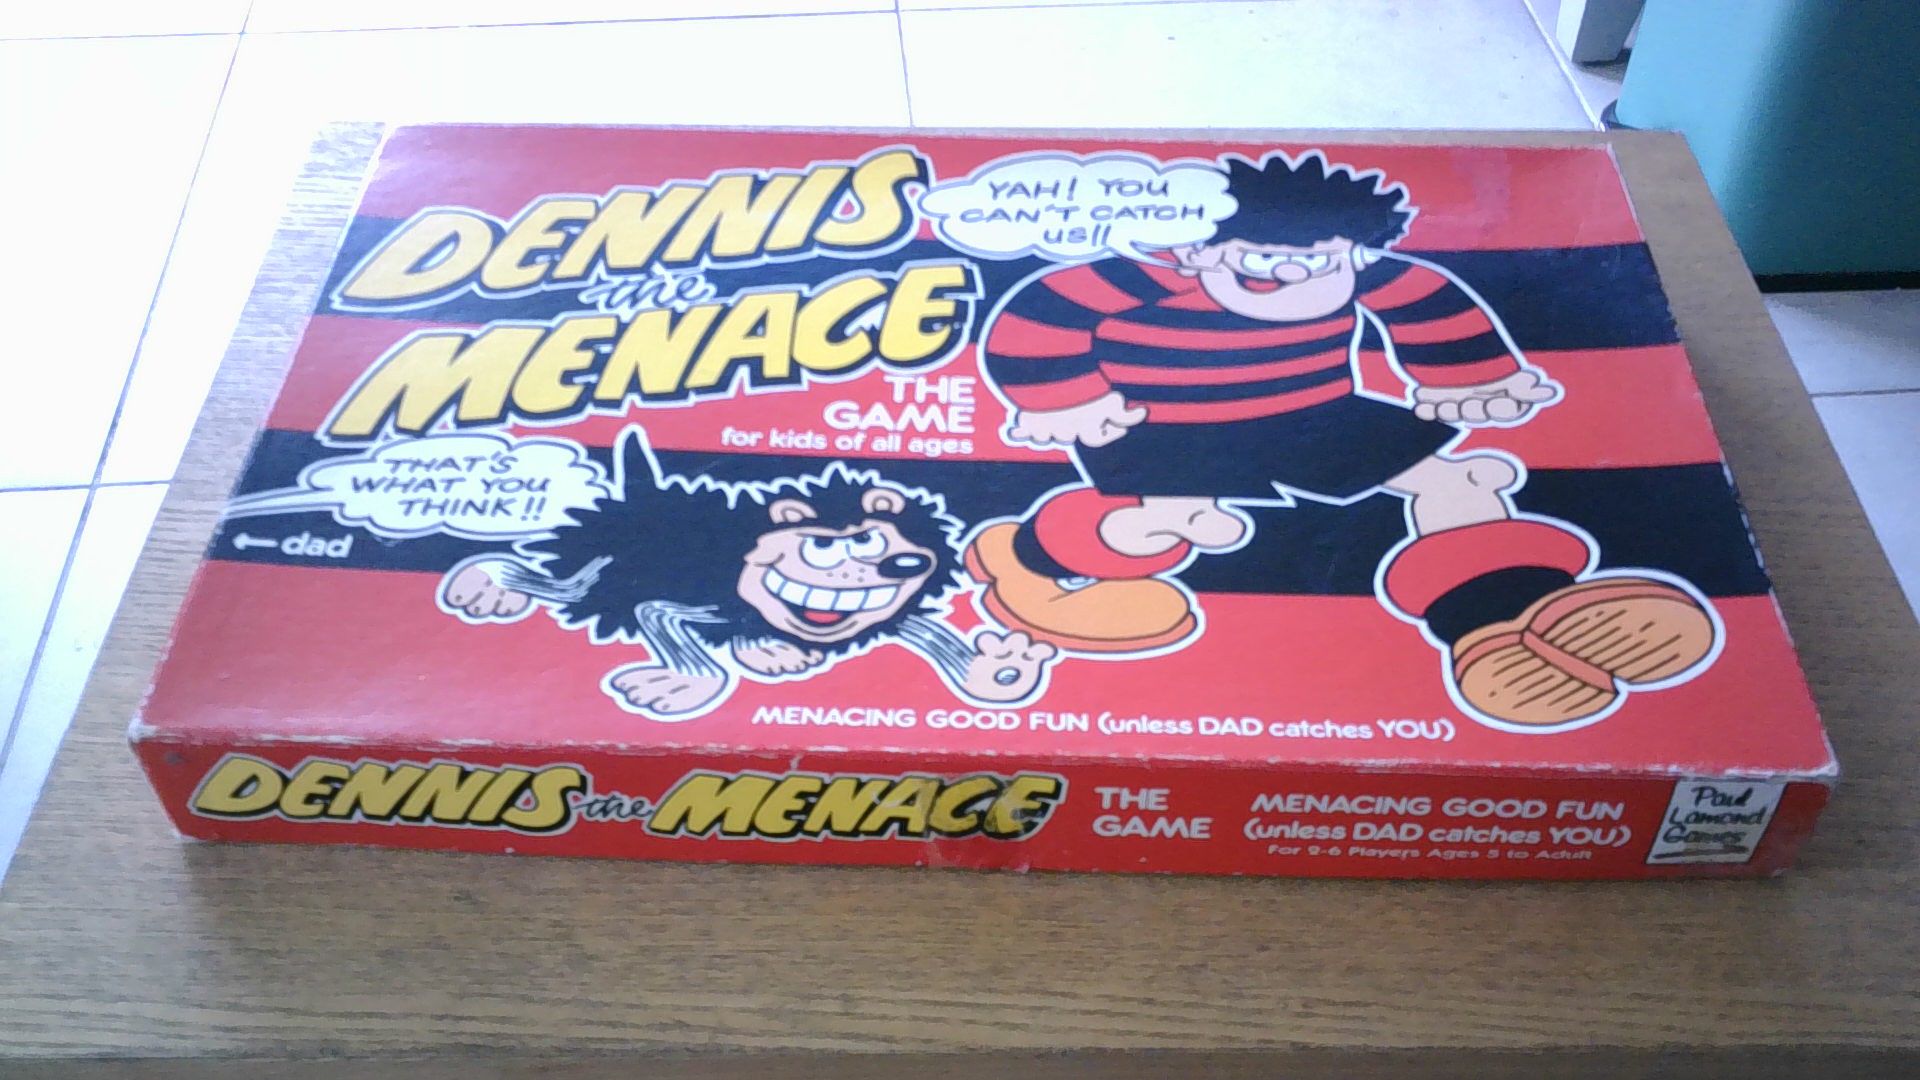 DENNIS
the
MENACE
THE
GAME
for kids of all ages
YAH! YOU
CAN'T CATCH
US!!
THAT'S
WHAT YOU
THINK!!
←dad
MENACING GOOD FUN (unless DAD catches YOU)
DENNIS the MENACE
THE
GAME
MENACING GOOD FUN
(unless DAD catches YOU)
For 2-6 Players Ages 5 to Adult
Paul
Lamond
Games